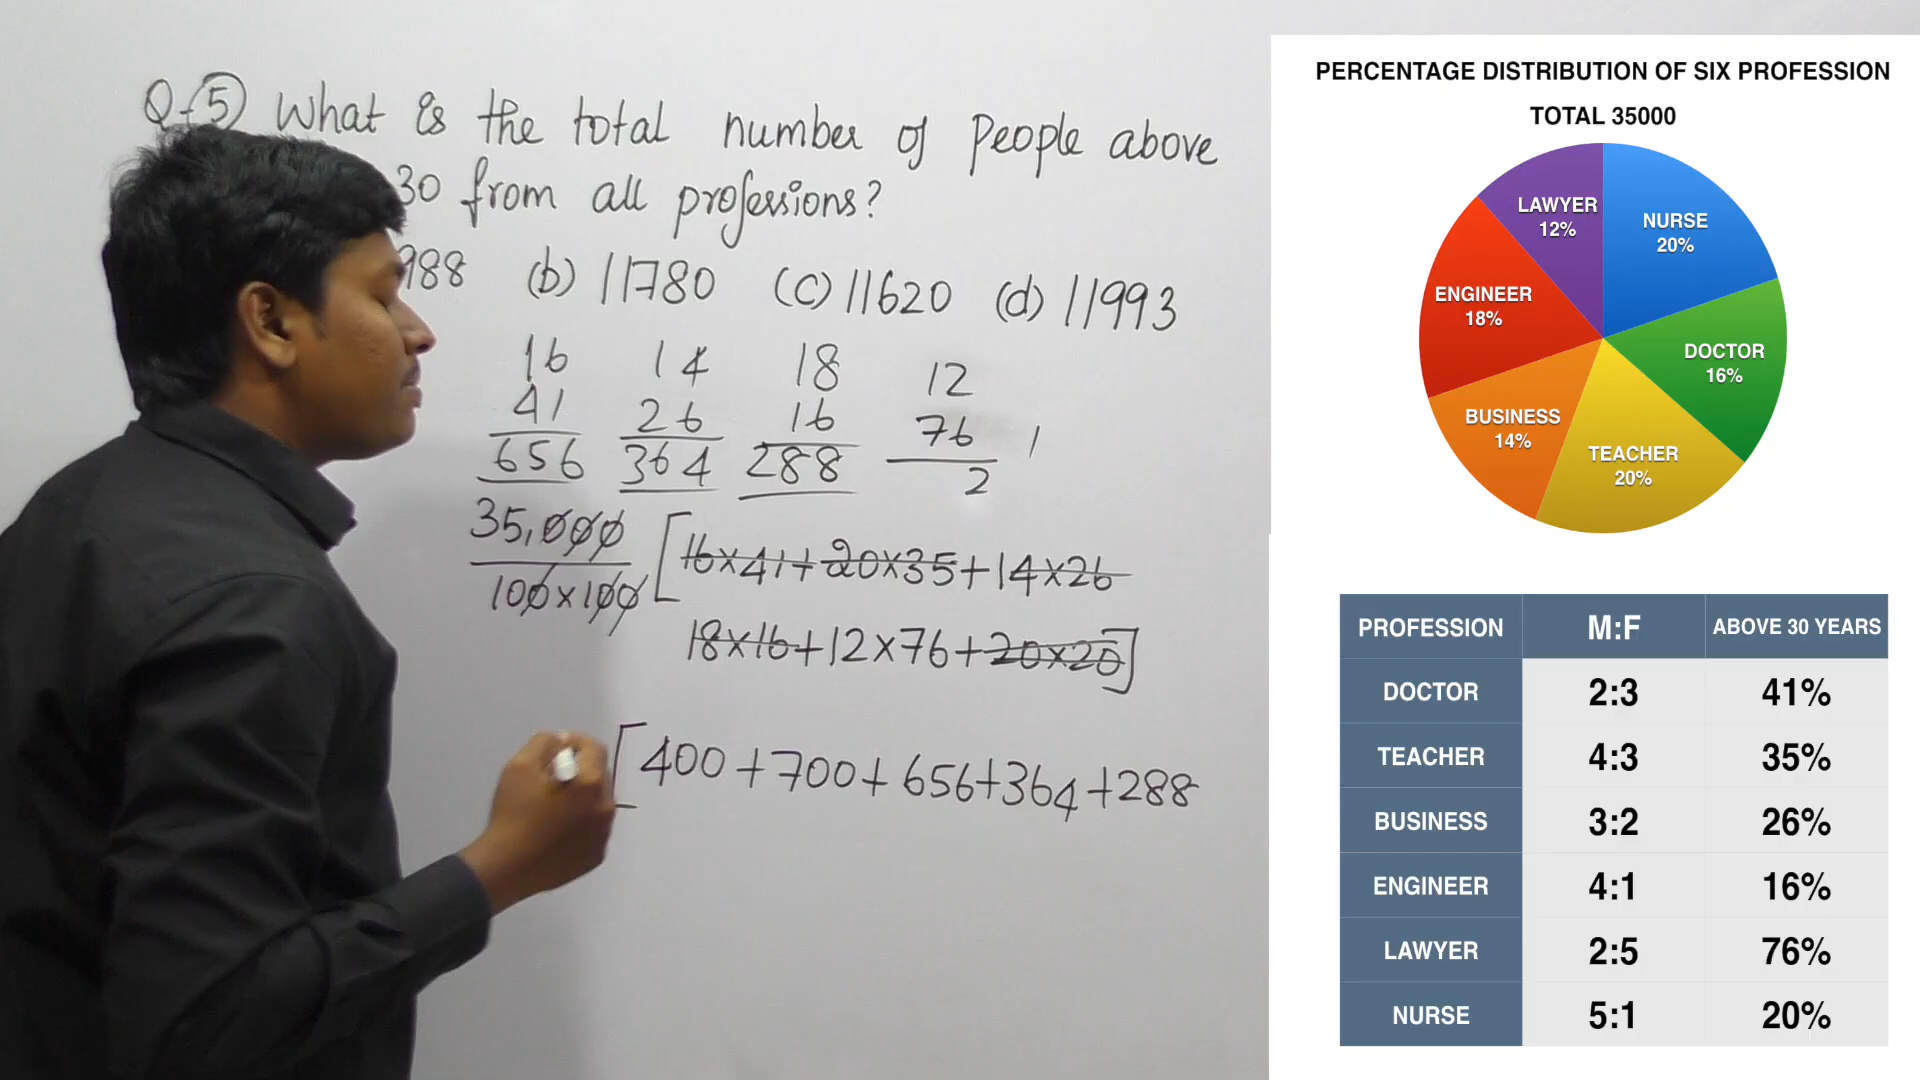 Q-5 What is the total number of People above
30 from all professions?
988 (b) 11780 (c) 11620 (d) 11993
16 14 18 12
41 26 16 76 1
656 364 288 2
35,000 [16×41+20×35+14×26
100×100
18×16+12×76+20×20]
[400+700+656+364+288
PERCENTAGE DISTRIBUTION OF SIX PROFESSION
TOTAL 35000
LAWYER
12%
NURSE
20%
ENGINEER
18%
DOCTOR
16%
BUSINESS
14%
TEACHER
20%
PROFESSION M:F ABOVE 30 YEARS
DOCTOR 2:3 41%
TEACHER 4:3 35%
BUSINESS 3:2 26%
ENGINEER 4:1 16%
LAWYER 2:5 76%
NURSE 5:1 20%